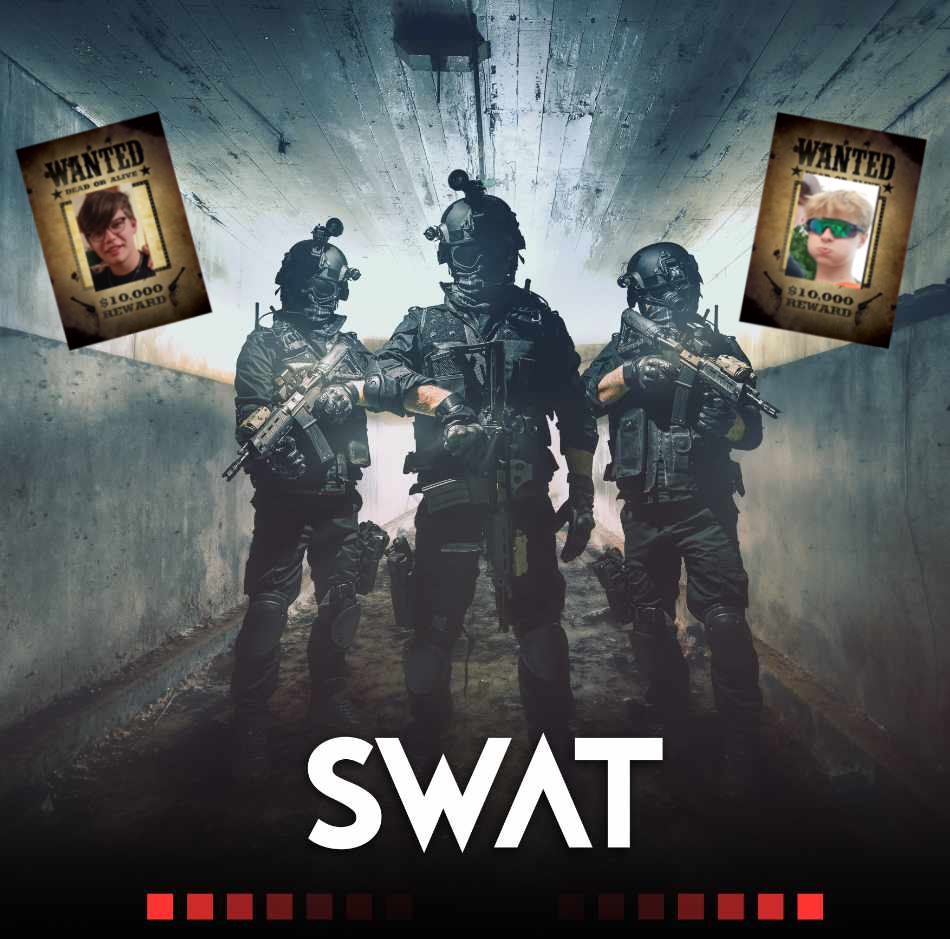 WANTED
DEAD OR ALIVE
$10,000
REWARD
WANTED
$10,000
REWARD
SWAT